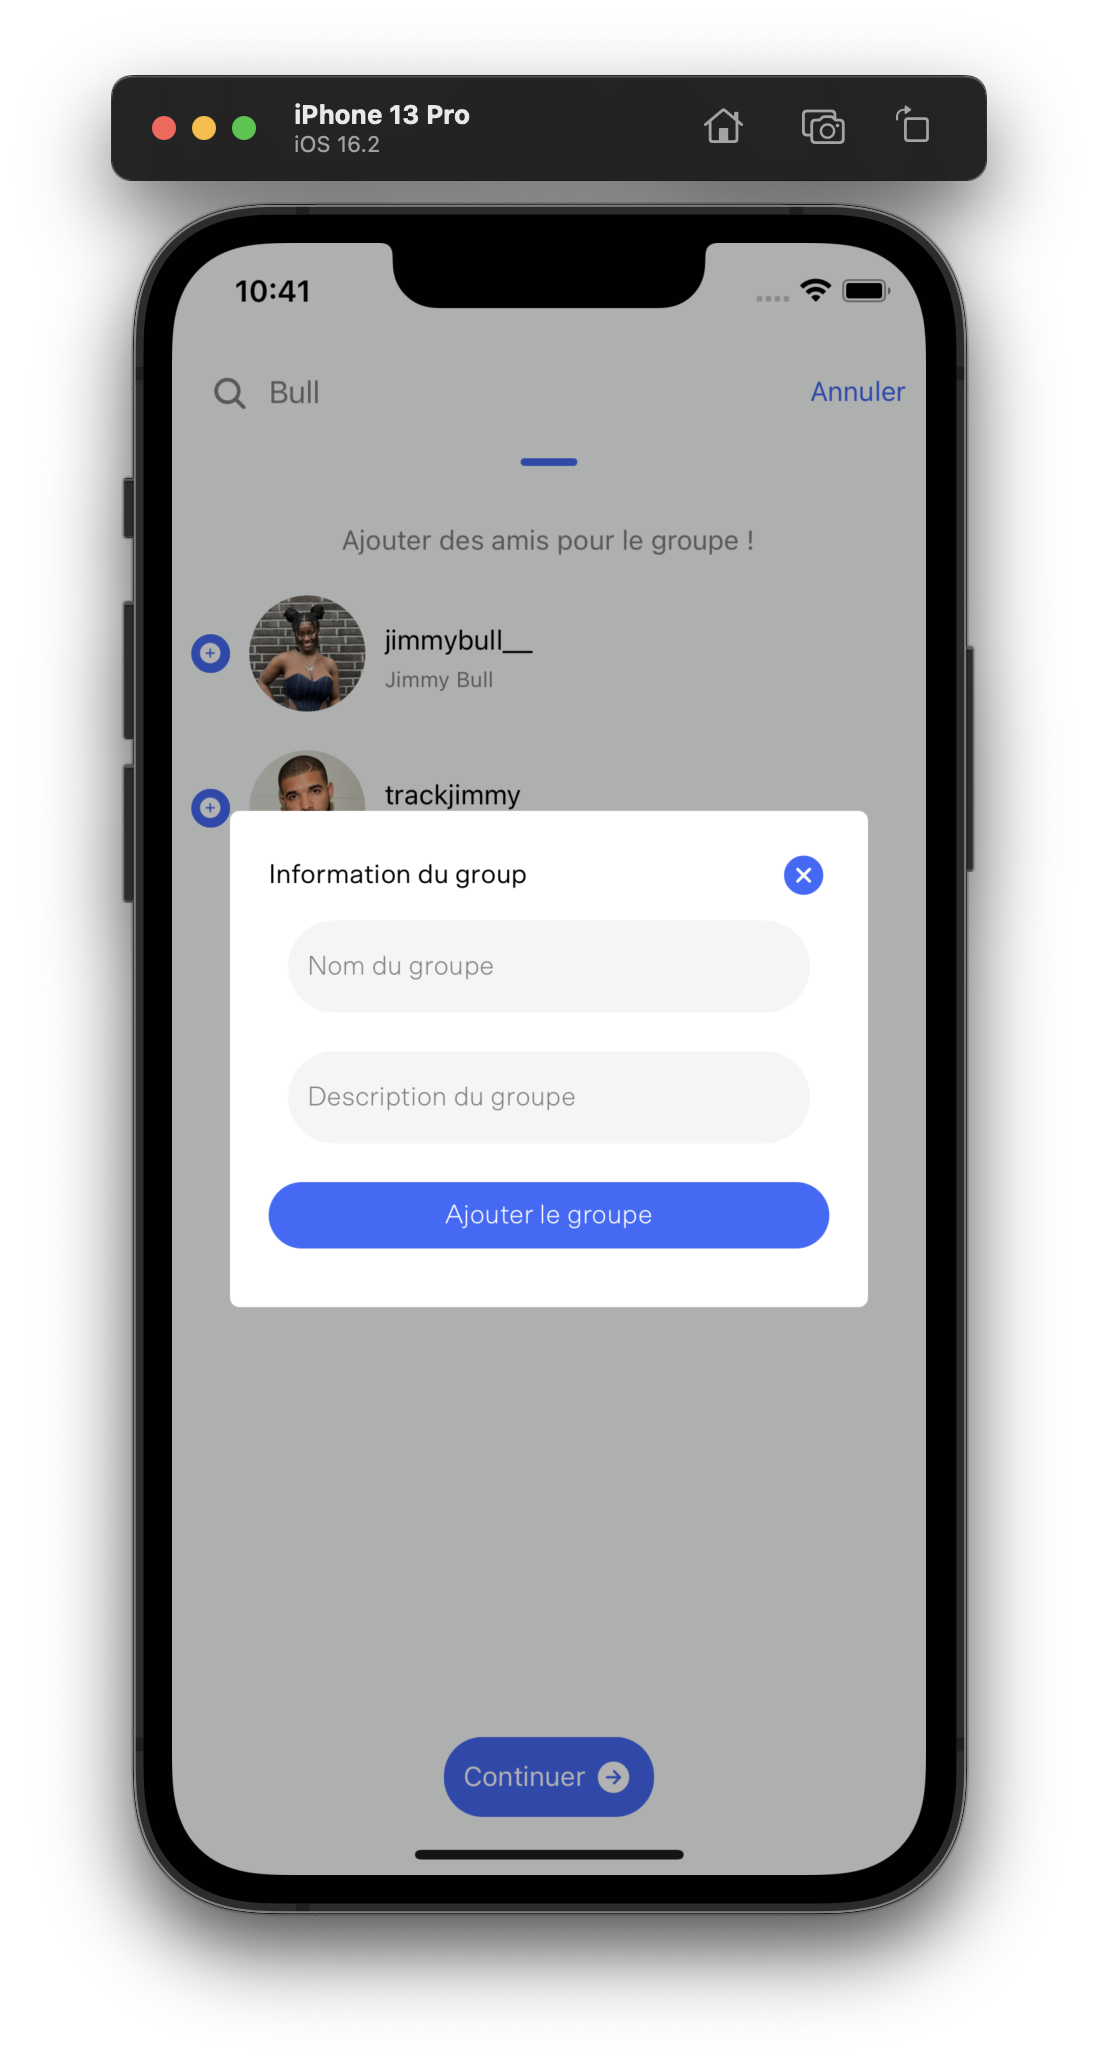 iPhone 13 Pro
iOS 16.2
10:41
Bull
Annuler
Ajouter des amis pour le groupe !
jimmybull__
Jimmy Bull
trackjimmy
Information du group
Nom du groupe
Description du groupe
Ajouter le groupe
Continuer